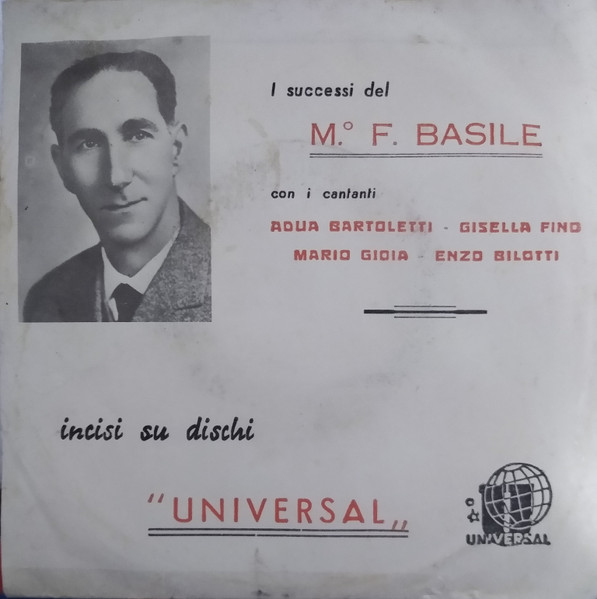 I successi del
M.° F. BASILE
con i cantanti
ADUA BARTOLETTI - GISELLA FINO
MARIO GIOIA - ENZO BILOTTI
incisi su dischi
"UNIVERSAL„
UNIVERSAL